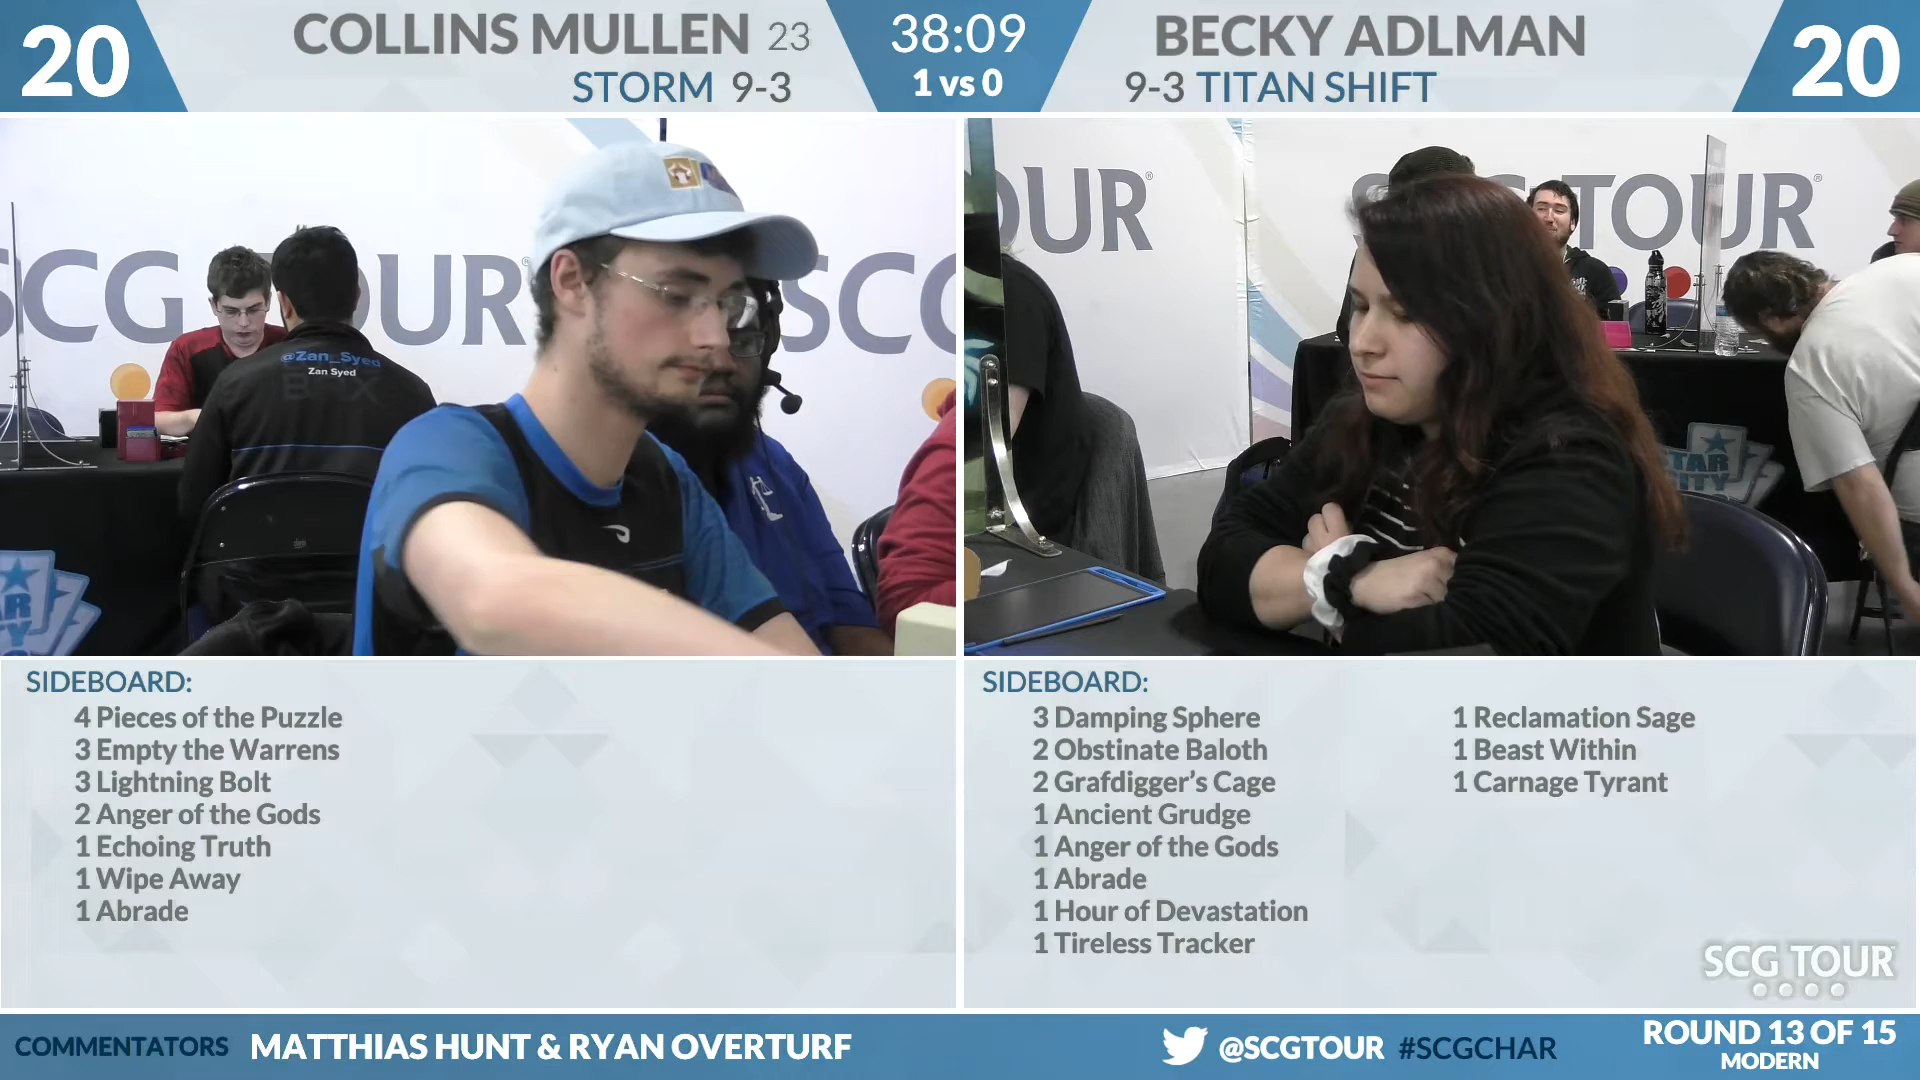 20
COLLINS MULLEN 23
STORM 9-3
38:09
1 vs 0
BECKY ADLMAN
9-3 TITAN SHIFT
20
SCG TOUR
SCG
OUR
SCG TOUR
@Zan_Syed
Zan Syed
STAR
CITY
SIDEBOARD:
4 Pieces of the Puzzle
3 Empty the Warrens
3 Lightning Bolt
2 Anger of the Gods
1 Echoing Truth
1 Wipe Away
1 Abrade
SIDEBOARD:
3 Damping Sphere
2 Obstinate Baloth
2 Grafdigger's Cage
1 Ancient Grudge
1 Anger of the Gods
1 Abrade
1 Hour of Devastation
1 Tireless Tracker
1 Reclamation Sage
1 Beast Within
1 Carnage Tyrant
SCG TOUR
COMMENTATORS MATTHIAS HUNT & RYAN OVERTURF
@SCGTOUR #SCGCHAR
ROUND 13 OF 15
MODERN